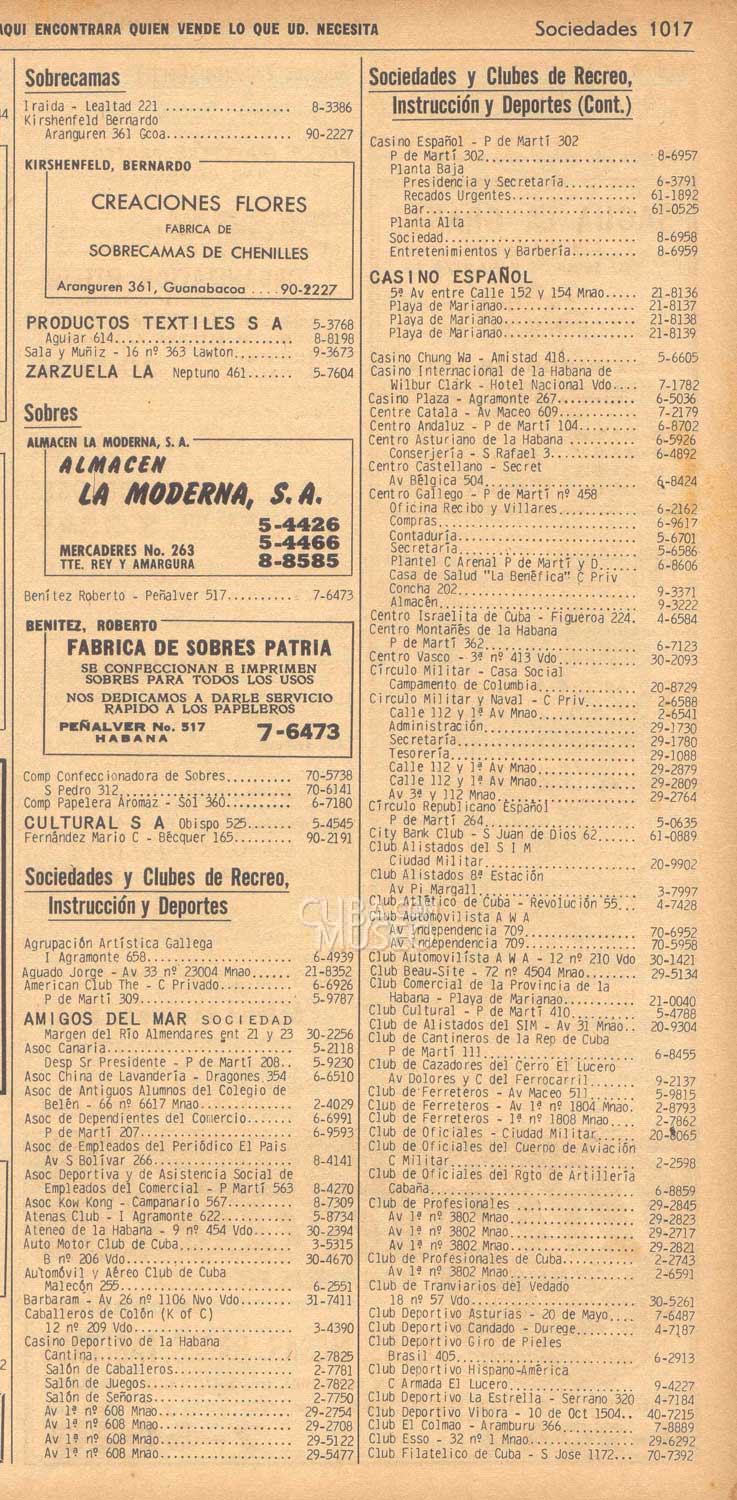 AQUI ENCONTRARA QUIEN VENDE LO QUE UD. NECESITA
Sociedades 1017
Sobrecamas
Iraida - Lealtad 221 ................... 8-3386
Kirshenfeld Bernardo
Aranguren 361 Gcoa................... 90-2227
KIRSHENFELD, BERNARDO
CREACIONES FLORES
FABRICA DE
SOBRECAMAS DE CHENILLES
Aranguren 361, Guanabacoa .... 90-2227
PRODUCTOS TEXTILES S A 5-3768
Aguiar 614........................... 8-8198
Sala y Muñiz - 16 nº 363 Lawton......... 9-3673
ZARZUELA LA Neptuno 461....... 5-7604
Sobres
ALMACEN LA MODERNA, S. A.
ALMACEN
LA MODERNA, S. A.
5-4426
5-4466
MERCADERES No. 263
TTE. REY Y AMARGURA 8-8585
Benítez Roberto - Peñalver 517.......... 7-6473
BENITEZ, ROBERTO
FABRICA DE SOBRES PATRIA
SE CONFECCIONAN E IMPRIMEN
SOBRES PARA TODOS LOS USOS
NOS DEDICAMOS A DARLE SERVICIO
RAPIDO A LOS PAPELEROS
PEÑALVER No. 517
HABANA 7-6473
Comp Confeccionadora de Sobres.......... 70-5738
S Pedro 312.......................... 70-6141
Comp Papelera Aromaz - Sol 360.......... 6-7180
CULTURAL S A Obispo 525....... 5-4545
Fernández Mario C - Bécquer 165......... 90-2191
Sociedades y Clubes de Recreo,
Instrucción y Deportes
Agrupación Artística Gallega
I Agramonte 658...................... 6-4939
Aguado Jorge - Av 33 nº 23004 Mnao...... 21-8352
American Club The - C Privado........... 6-6926
P de Martí 309....................... 5-9787
AMIGOS DEL MAR SOCIEDAD
Margen del Río Almendares ent 21 y 23 30-2256
Asoc Canaria............................ 5-2118
Desp Sr Presidente - P de Martí 208.. 5-9230
Asoc China de Lavandería - Dragones 354 6-6510
Asoc de Antiguos Alumnos del Colegio de
Belén - 66 nº 6617 Mnao.............. 2-4029
Asoc de Dependientes del Comercio....... 6-6991
P de Martí 207....................... 6-9593
Asoc de Empleados del Periódico El Pais
Av S Bolívar 266..................... 8-4141
Asoc Deportiva y de Asistencia Social de
Empleados del Comercial - P Martí 563 8-4270
Asoc Kow Kong - Campanario 567.......... 8-7309
Atenas Club - I Agramonte 622........... 5-8734
Ateneo de la Habana - 9 nº 454 Vdo...... 30-2394
Auto Motor Club de Cuba................. 3-5315
B nº 206 Vdo......................... 30-4670
Automóvil y Aéreo Club de Cuba
Malecón 255.......................... 6-2551
Barbaram - Av 26 nº 1106 Nvo Vdo........ 31-7411
Caballeros de Colón (K of C)
12 nº 209 Vdo........................ 3-4390
Casino Deportivo de la Habana
Cantina.............................. 2-7825
Salón de Caballeros.................. 2-7781
Salón de Juegos...................... 2-7822
Salón de Señoras..................... 2-7750
Av 1ª nº 608 Mnao.................... 29-2754
Av 1ª nº 608 Mnao.................... 29-2708
Av 1ª nº 608 Mnao.................... 29-5122
Av 1ª nº 608 Mnao.................... 29-5477
Sociedades y Clubes de Recreo,
Instrucción y Deportes (Cont.)
Casino Español - P de Martí 302
P de Martí 302....................... 8-6957
Planta Baja
Presidencia y Secretaría........... 6-3791
Recados Urgentes................... 61-1892
Bar................................ 61-0525
Planta Alta
Sociedad............................. 8-6958
Entretenimientos y Barbería.......... 8-6959
CASINO ESPAÑOL
5ª Av entre Calle 152 y 154 Mnao..... 21-8136
Playa de Marianao.................... 21-8137
Playa de Marianao.................... 21-8138
Playa de Marianao.................... 21-8139
Casino Chung Wa - Amistad 418........... 5-6605
Casino Internacional de la Habana de
Wilbur Clark - Hotel Nacional Vdo.... 7-1782
Casino Plaza - Agramonte 267............ 6-5036
Centre Catala - Av Maceo 609............ 7-2179
Centro Andaluz - P de Martí 104......... 6-8702
Centro Asturiano de la Habana .......... 6-5926
Conserjería - S Rafael 3............. 6-4892
Centro Castellano - Secret
Av Bélgica 504....................... 6-8424
Centro Gallego - P de Martí nº 458
Oficina Recibo y Villares............ 6-2162
Compras.............................. 6-9617
Contaduría........................... 5-6701
Secretaría........................... 5-6586
Plantel C Arenal P de Martí y D...... 6-8606
Casa de Salud "La Benéfica" C Priv
Concha 202........................... 9-3371
Almacén.............................. 9-3222
Centro Israelita de Cuba - Figueroa 224. 4-6584
Centro Montañés de la Habana
P de Martí 362....................... 6-7123
Centro Vasco - 3ª nº 413 Vdo............ 30-2093
Círculo Militar - Casa Social
Campamento de Columbia............... 20-8729
Círculo Militar y Naval - C Priv........ 2-6588
Calle 112 y 1ª Av Mnao............... 2-6541
Administración....................... 29-1730
Secretaría........................... 29-1780
Tesorería............................ 29-1088
Calle 112 y 1ª Av Mnao............... 29-2879
Calle 112 y 1ª Av Mnao............... 29-2809
Av 3ª y 112 Mnao..................... 29-2764
Círculo Republicano Español
P de Martí 264....................... 5-0635
City Bank Club - S Juan de Dios 62...... 61-0889
Club Alistados del S I M
Ciudad Militar....................... 20-9902
Club Alistados 8ª Estación
Av Pi Margall........................ 3-7997
Club Atlético de Cuba - Revolución 55... 4-7428
Club Automovilista A W A
Av Independencia 709................. 70-6952
Av Independencia 709................. 70-5958
Club Automovilista A W A - 12 nº 210 Vdo 30-1421
Club Beau-Site - 72 nº 4504 Mnao........ 29-5134
Club Comercial de la Provincia de la
Habana - Playa de Marianao........... 21-0040
Club Cultural - P de Martí 410.......... 5-4788
Club de Alistados del SIM - Av 31 Mnao.. 20-9304
Club de Cantineros de la Rep de Cuba
P de Martí 111....................... 6-8455
Club de Cazadores del Cerro El Lucero
Av Dolores y C del Ferrocarril....... 9-2137
Club de Ferreteros - Av Maceo 511....... 5-9815
Club de Ferreteros - Av 1ª nº 1804 Mnao. 2-8793
Club de Ferreteros - 1ª nº 1808 Mnao.... 2-7862
Club de Oficiales - Ciudad Militar...... 20-8065
Club de Oficiales del Cuerpo de Aviación
C Militar............................ 2-2598
Club de Oficiales del Rgto de Artillería
Cabaña............................... 6-8859
Club de Profesionales .................. 29-2845
Av 1ª nº 3802 Mnao................... 29-2823
Av 1ª nº 3802 Mnao................... 29-2717
Av 1ª nº 3802 Mnao................... 29-2821
Club de Profesionales de Cuba........... 2-2743
Av 1ª nº 3802 Mnao................... 2-6591
Club de Tranviarios del Vedado
18 nº 57 Vdo......................... 30-5261
Club Deportivo Asturias - 20 de Mayo.... 7-6487
Club Deportivo Candado - Durege......... 4-7187
Club Deportivo Giro de Pieles
Brasil 405........................... 6-2913
Club Deportivo Hispano-América
C Armada El Lucero................... 9-4227
Club Deportivo La Estrella - Serrano 320 4-7184
Club Deportivo Vibora - 10 de Oct 1504.. 40-7215
Club El Colmao - Aramburu 366........... 7-8889
Club Esso - 32 nº 1 Mnao................ 29-6292
Club Filatelico de Cuba - S Jose 1172... 70-7392